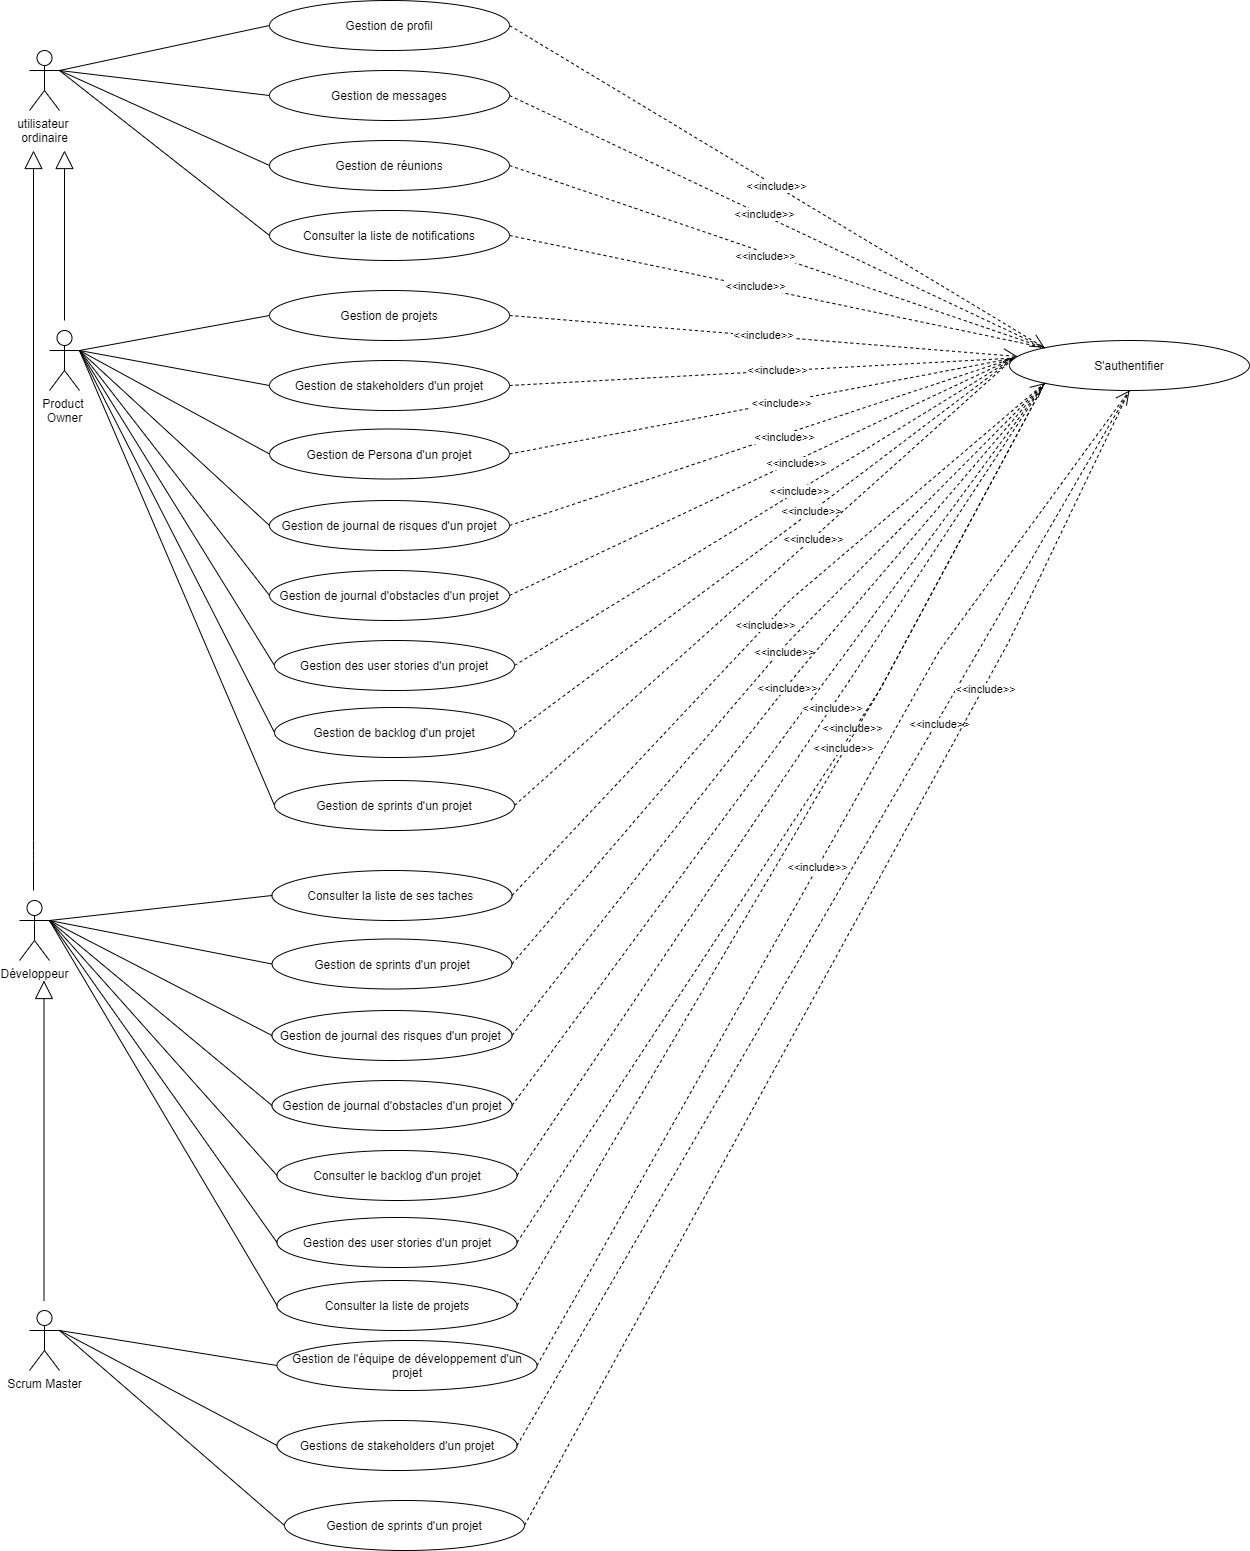 Gestion de profil
utilisateur
ordinaire
Gestion de messages
Gestion de réunions
<<include>>
<<include>>
Consulter la liste de notifications
<<include>>
<<include>>
Gestion de projets
<<include>>
S'authentifier
Gestion de stakeholders d'un projet
<<include>>
Product
Owner
<<include>>
Gestion de Persona d'un projet
<<include>>
<<include>>
Gestion de journal de risques d'un projet
<<include>>
<<include>>
<<include>>
Gestion de journal d'obstacles d'un projet
<<include>>
Gestion des user stories d'un projet
<<include>>
<<include>>
<<include>>
<<include>>
Gestion de backlog d'un projet
<<include>>
<<include>>
<<include>>
Gestion de sprints d'un projet
<<include>>
Consulter la liste de ses taches
Gestion de sprints d'un projet
Développeur
Gestion de journal des risques d'un projet
Gestion de journal d'obstacles d'un projet
Consulter le backlog d'un projet
Gestion des user stories d'un projet
Consulter la liste de projets
Gestion de l'équipe de développement d'un
projet
Scrum Master
Gestions de stakeholders d'un projet
Gestion de sprints d'un projet